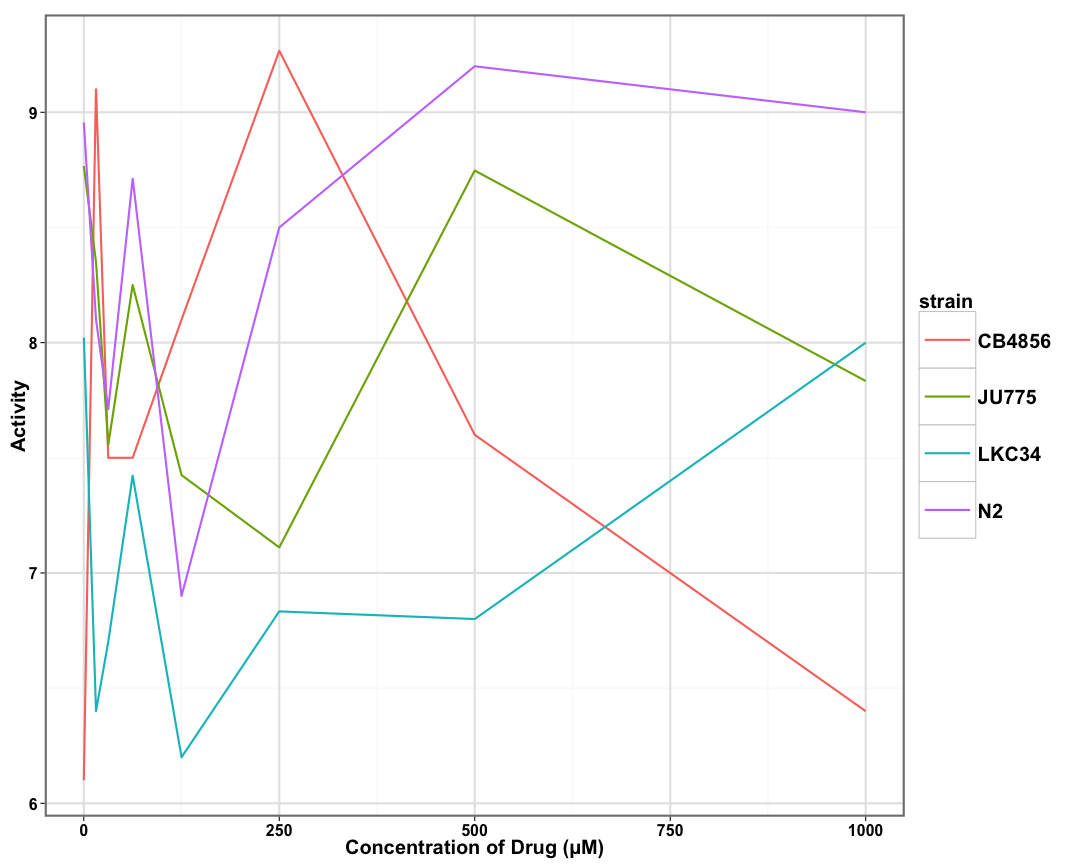 9
8
7
6
Activity
0 250 500 750 1000
Concentration of Drug (µM)
strain
CB4856
JU775
LKC34
N2